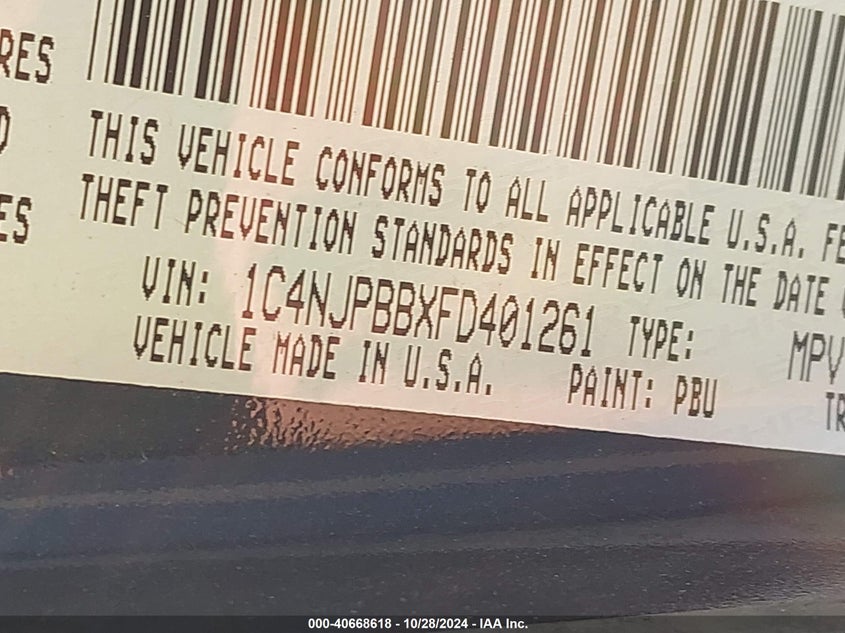 RES
THIS VEHICLE CONFORMS TO ALL APPLICABLE U.S.A. FE
THEFT PREVENTION STANDARDS IN EFFECT ON THE DATE
ES
VIN: 1C4NJPBBXFD401261 TYPE: MPV
VEHICLE MADE IN U.S.A. PAINT: PBU TR
000-40668618 - 10/28/2024 - IAA Inc.